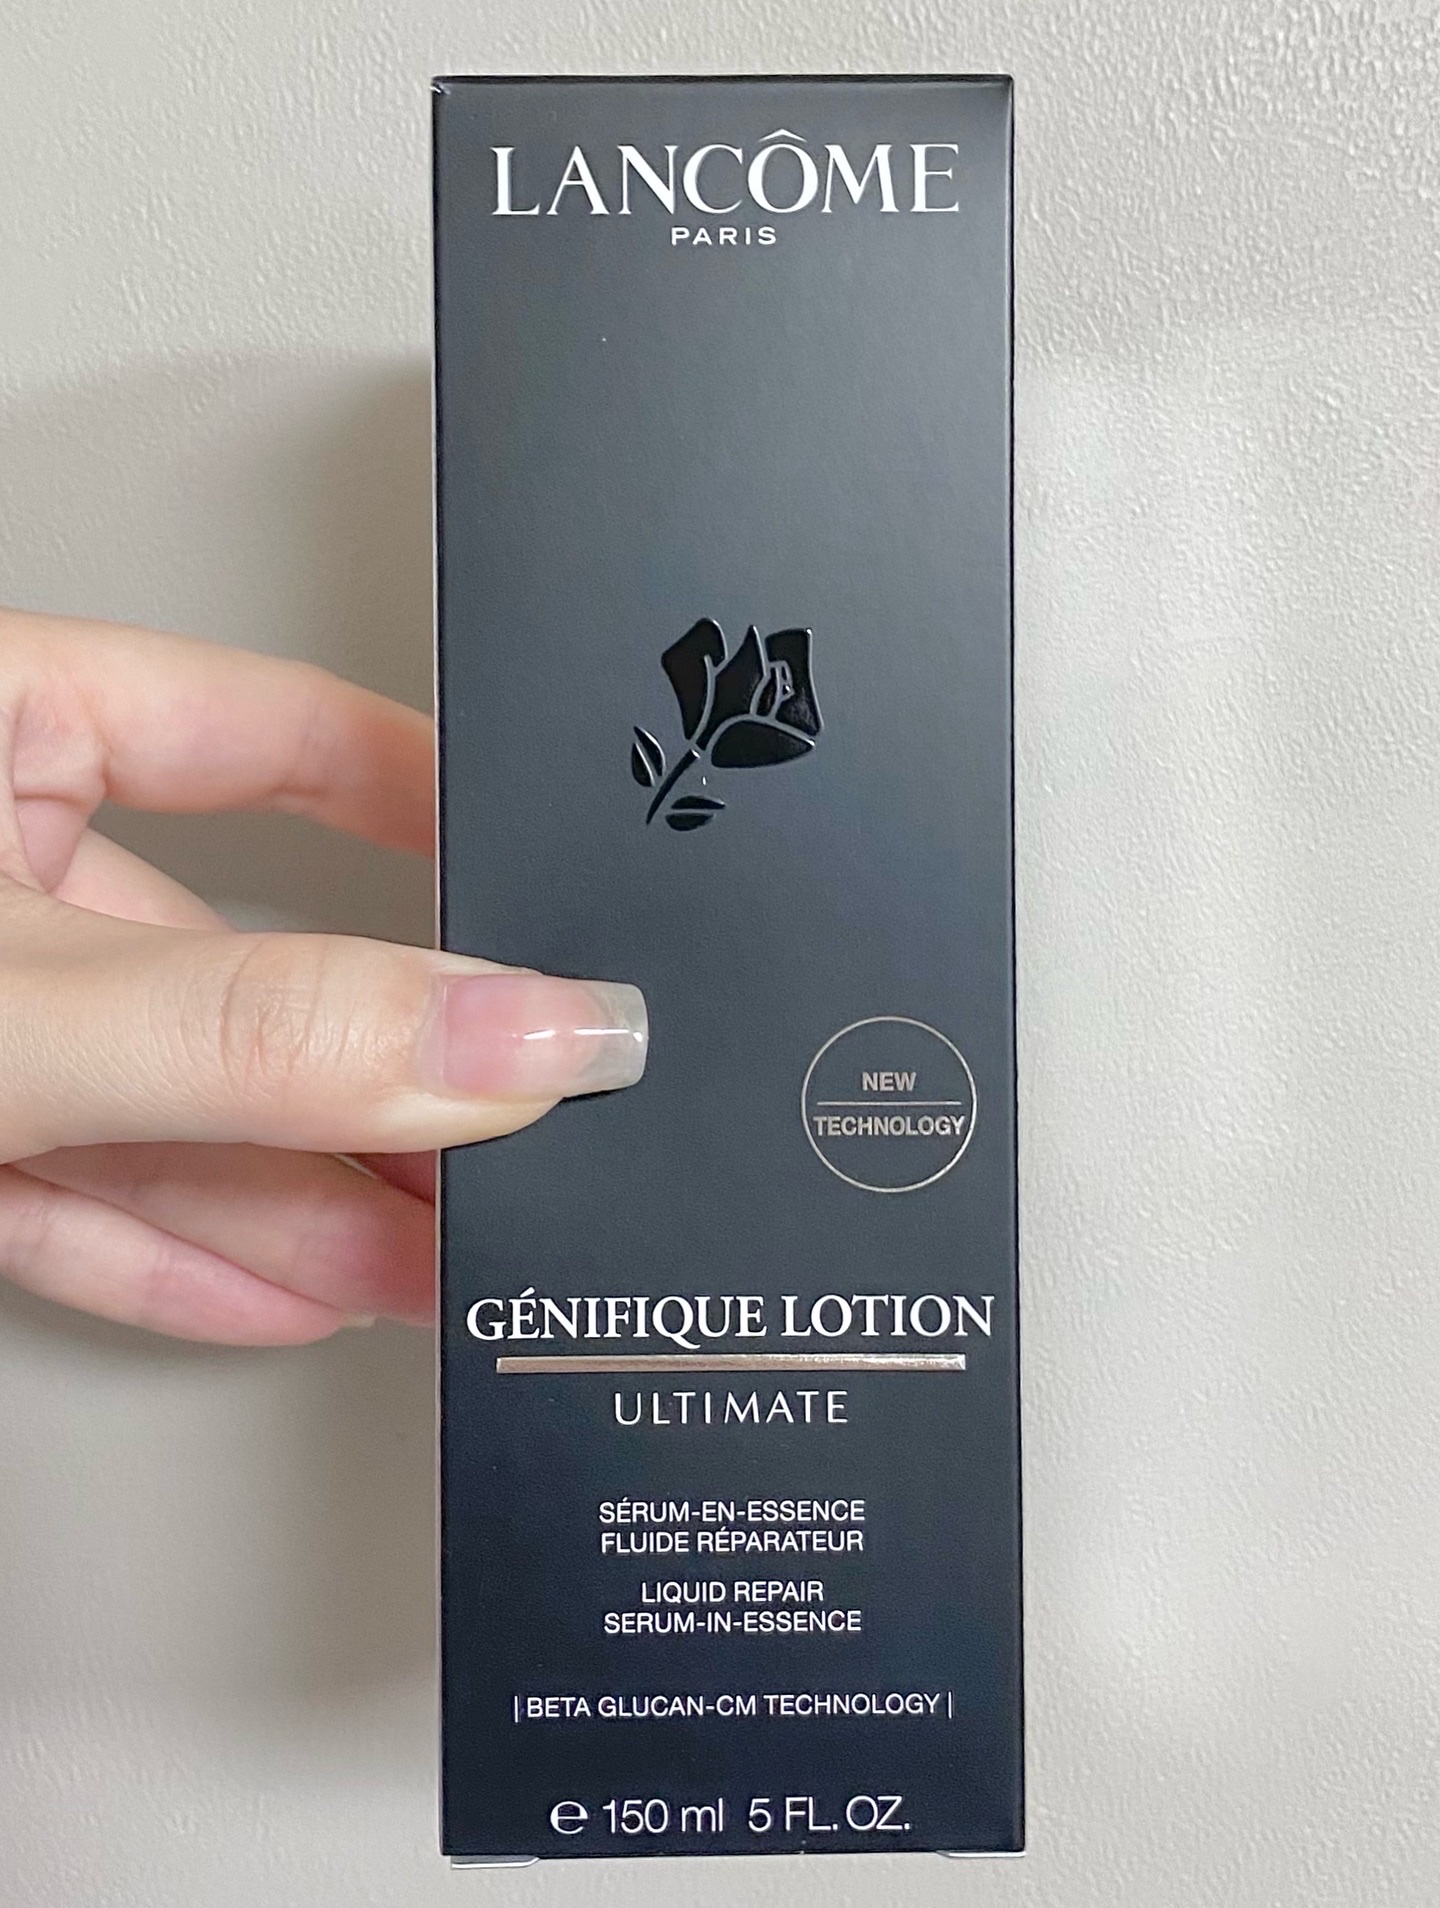 LANCÔME
PARIS
NEW
TECHNOLOGY
GÉNIFIQUE LOTION
ULTIMATE
SÉRUM-EN-ESSENCE
FLUIDE RÉPARATEUR
LIQUID REPAIR
SERUM-IN-ESSENCE
| BETA GLUCAN-CM TECHNOLOGY |
℮ 150 ml 5 FL. OZ.